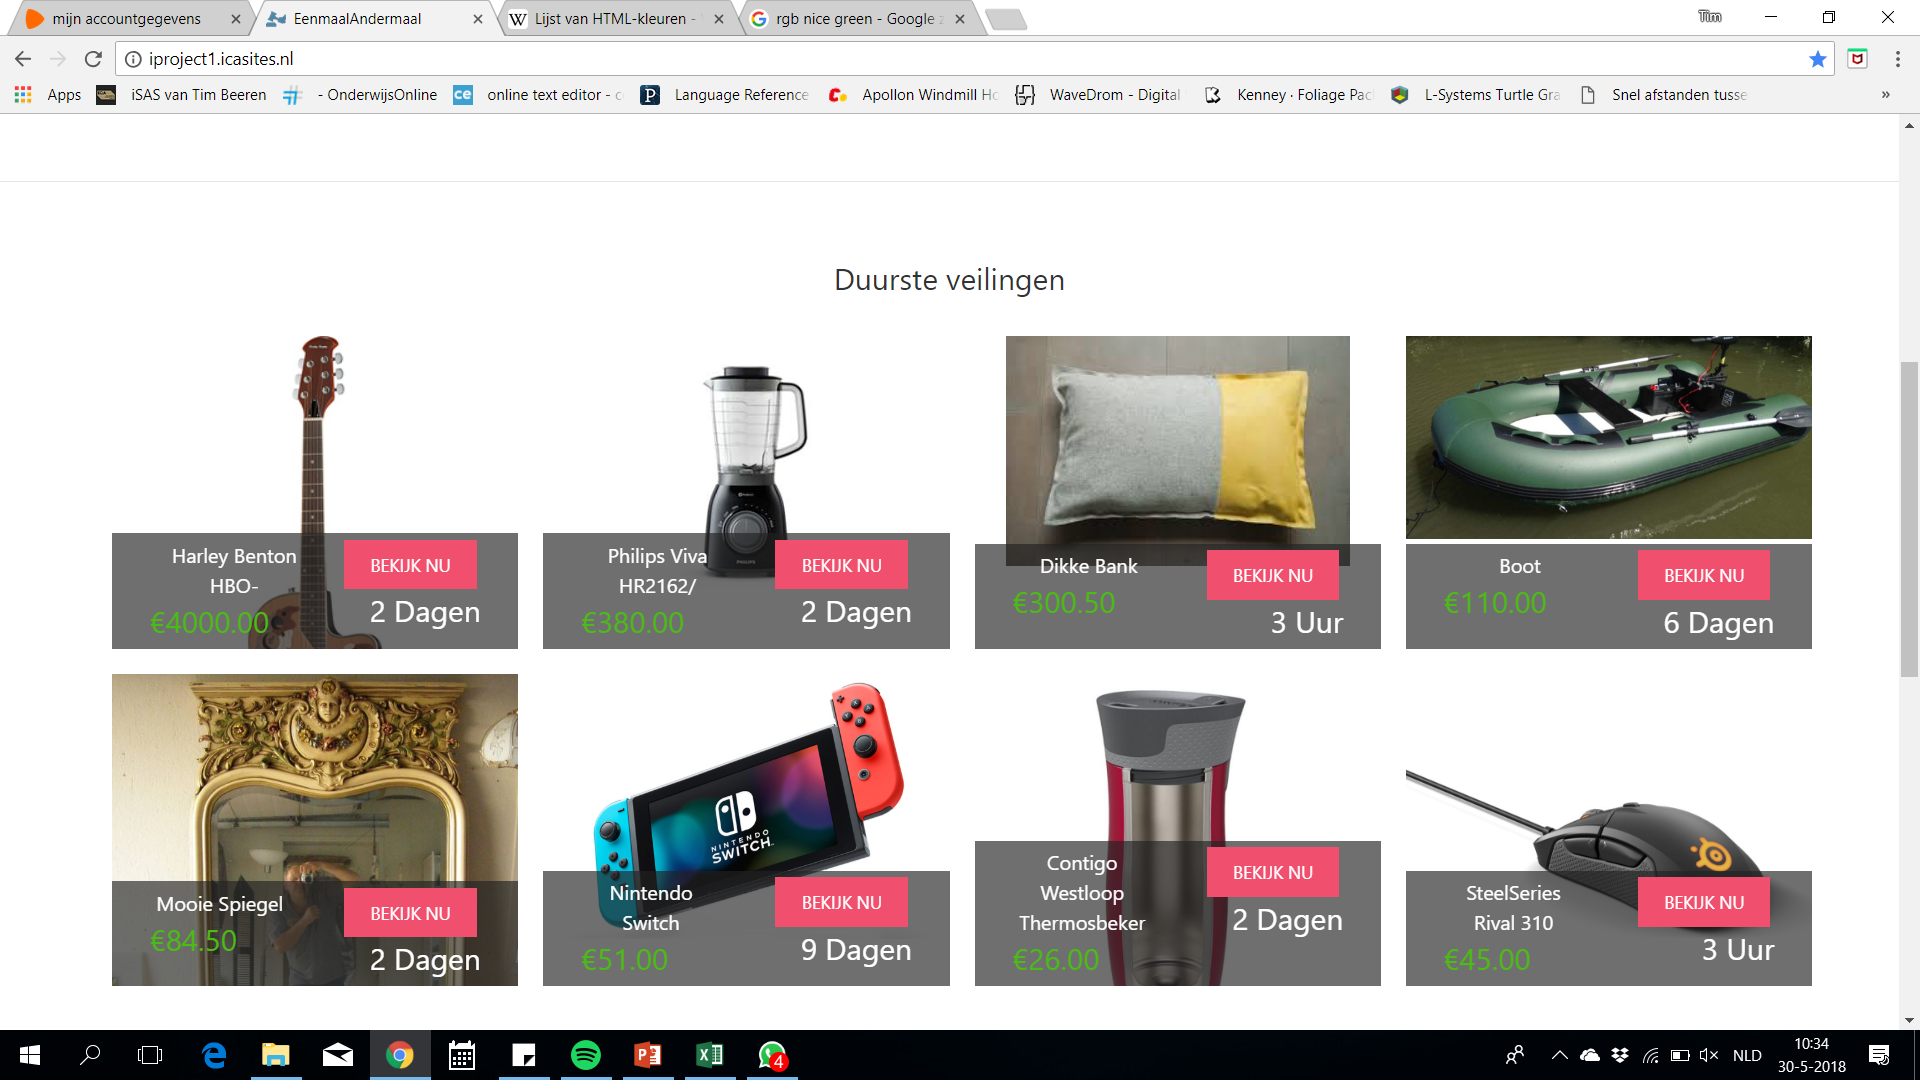 mijn accountgegevens
EenmaalAndermaal
Lijst van HTML-kleuren -
rgb nice green - Google z
Tim
iproject1.icasites.nl
Apps
iSAS van Tim Beeren
- OnderwijsOnline
online text editor - c
Language Reference
Apollon Windmill Ho
WaveDrom - Digital
Kenney · Foliage Pac
L-Systems Turtle Gra
Snel afstanden tusse
»
Duurste veilingen
Harley Benton
HBO-
€4000.00
BEKIJK NU
2 Dagen
Philips Viva
HR2162/
€380.00
BEKIJK NU
2 Dagen
Dikke Bank
€300.50
BEKIJK NU
3 Uur
Boot
€110.00
BEKIJK NU
6 Dagen
Mooie Spiegel
€84.50
BEKIJK NU
2 Dagen
NINTENDO
SWITCH
Nintendo
Switch
€51.00
BEKIJK NU
9 Dagen
Contigo
Westloop
Thermosbeker
€26.00
BEKIJK NU
2 Dagen
SteelSeries
Rival 310
€45.00
BEKIJK NU
3 Uur
4
NLD
10:34
30-5-2018